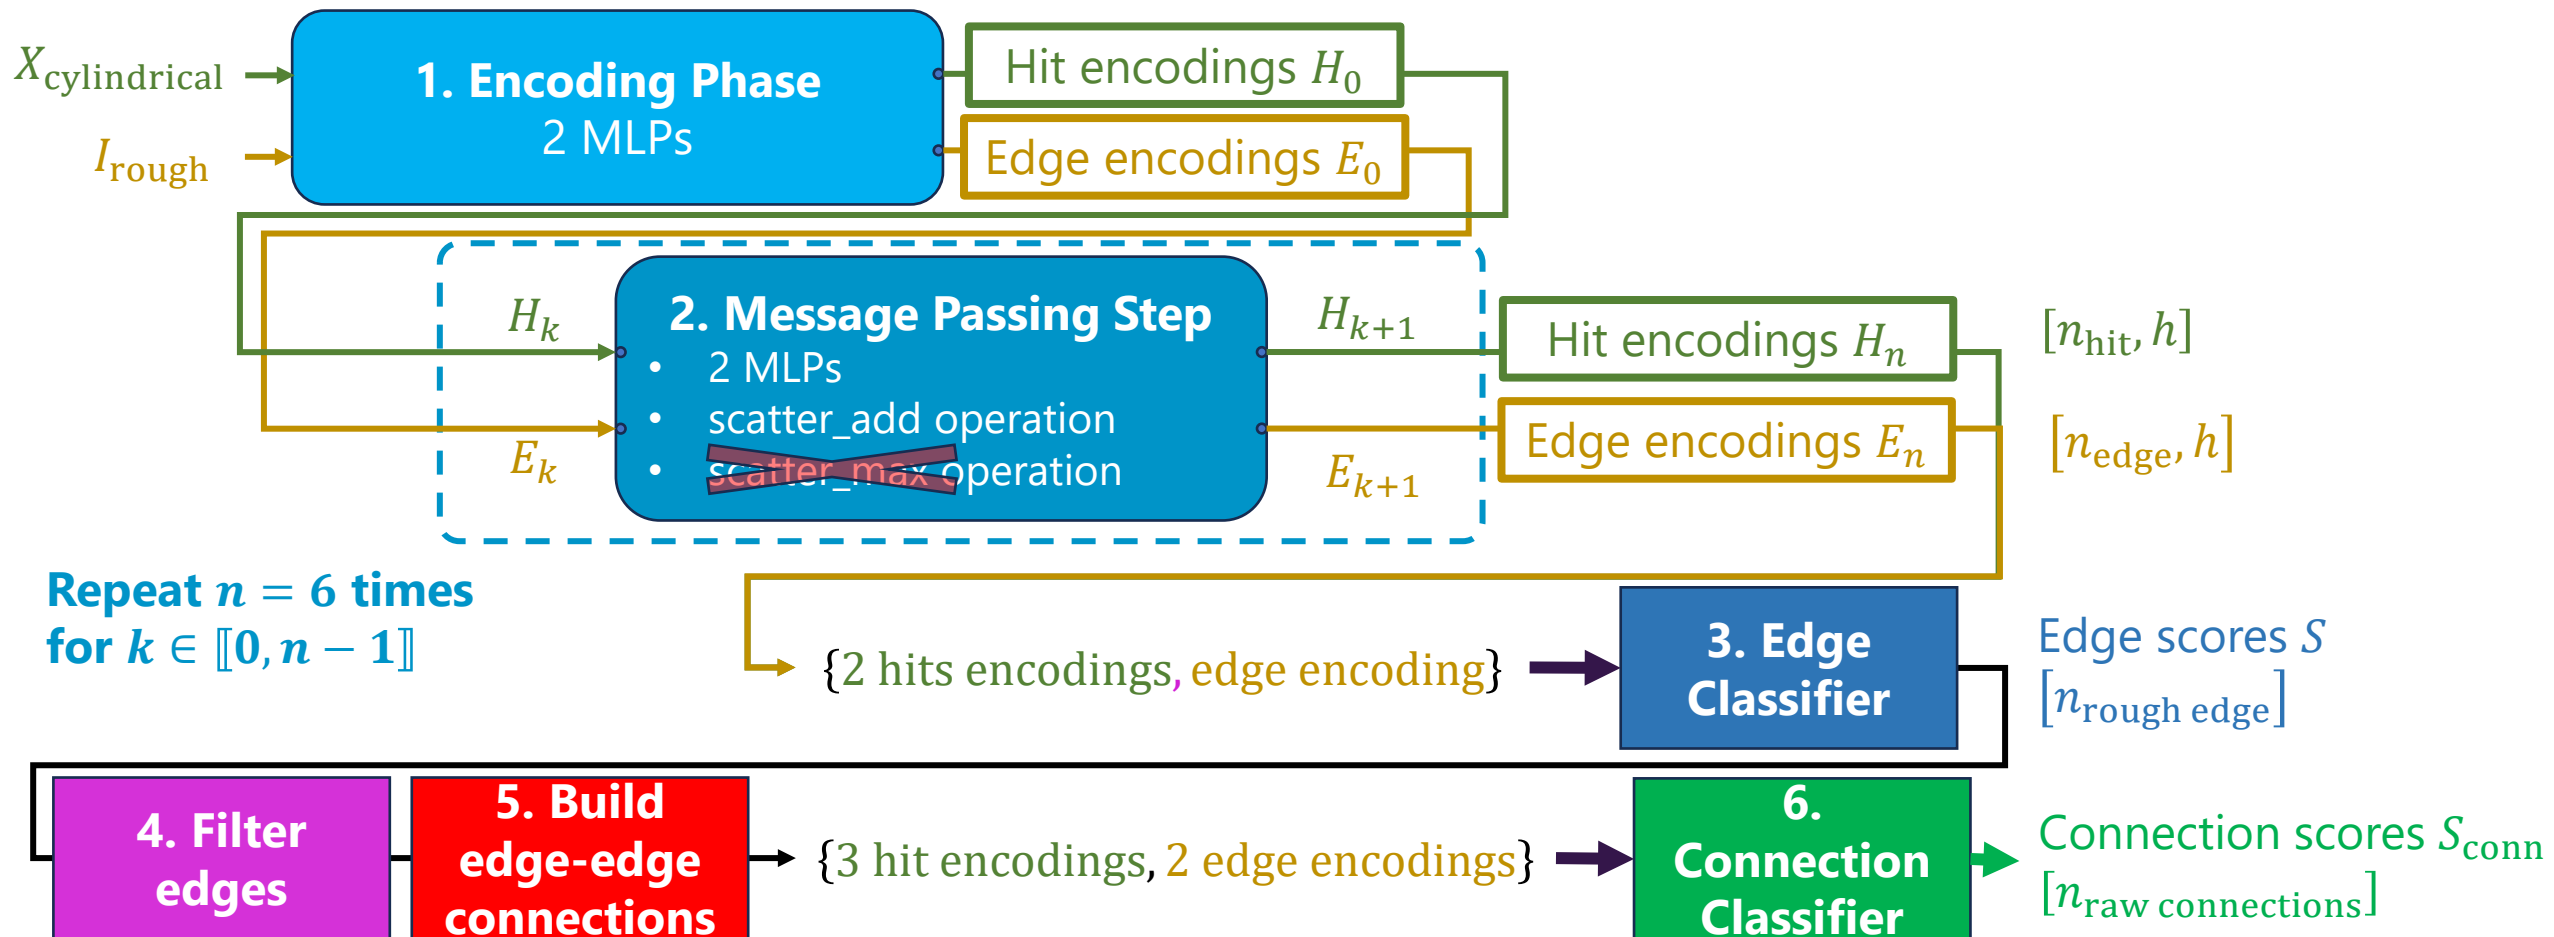 X_cylindrical
I_rough
1. Encoding Phase
2 MLPs
Hit encodings H_0
Edge encodings E_0
H_k
E_k
2. Message Passing Step
• 2 MLPs
• scatter_add operation
• scatter_max operation
H_{k+1}
E_{k+1}
Hit encodings H_n
Edge encodings E_n
[n_hit, h]
[n_edge, h]
Repeat n = 6 times
for k ∈ ⟦0, n − 1⟧
{2 hits encodings, edge encoding}
3. Edge
Classifier
Edge scores S
[n_rough edge]
4. Filter
edges
5. Build
edge-edge
connections
{3 hit encodings, 2 edge encodings}
6.
Connection
Classifier
Connection scores S_conn
[n_raw connections]